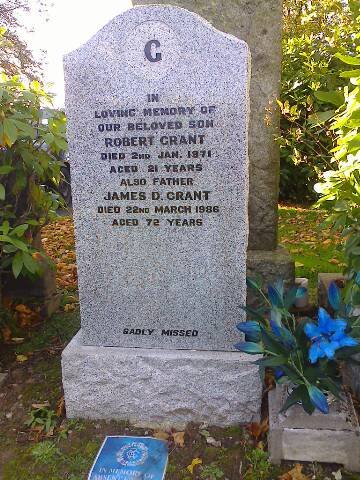 G
IN
LOVING MEMORY OF
OUR BELOVED SON
ROBERT GRANT
DIED 2ND JAN. 1971
AGED 21 YEARS
ALSO FATHER
JAMES D. GRANT
DIED 22ND MARCH 1986
AGED 72 YEARS
SADLY MISSED
IN MEMORY OF